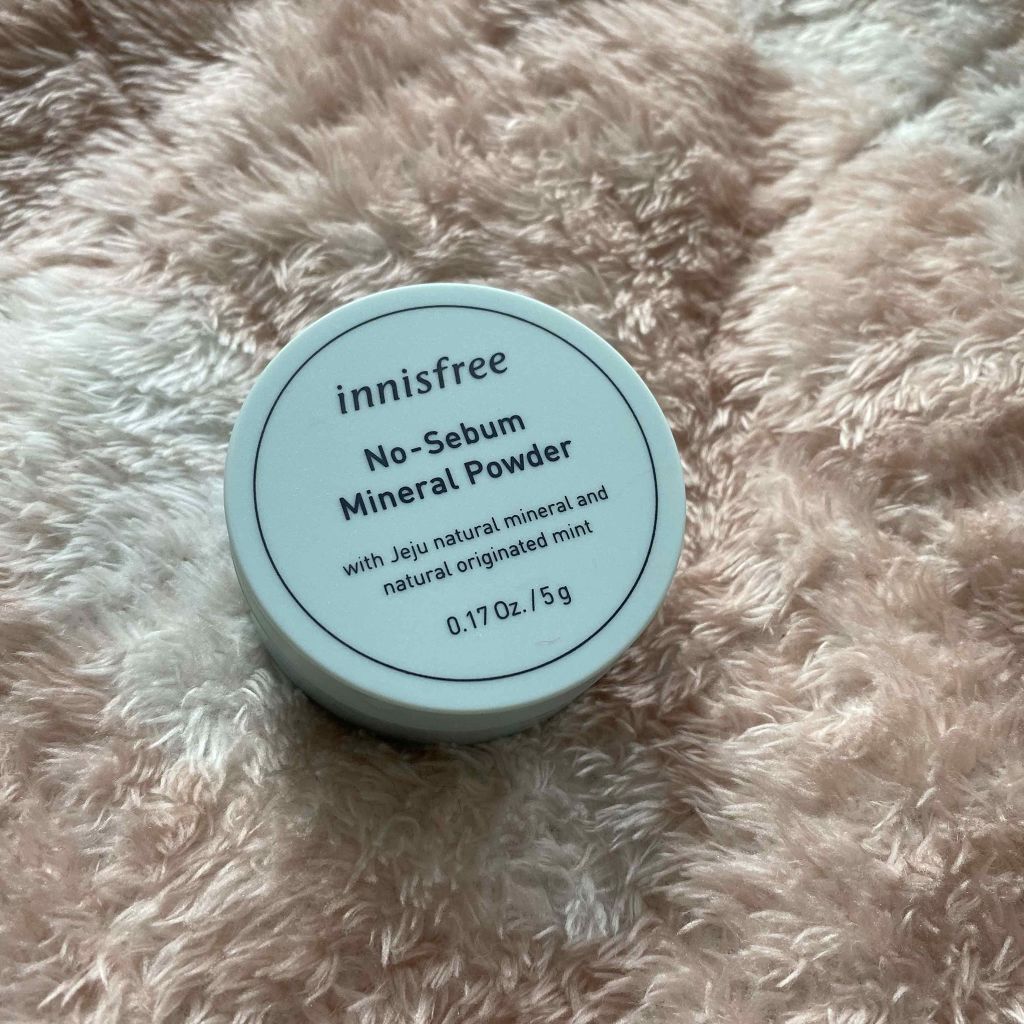 innisfree
No-Sebum
Mineral Powder
with Jeju natural mineral and
natural originated mint
0.17 Oz. / 5 g